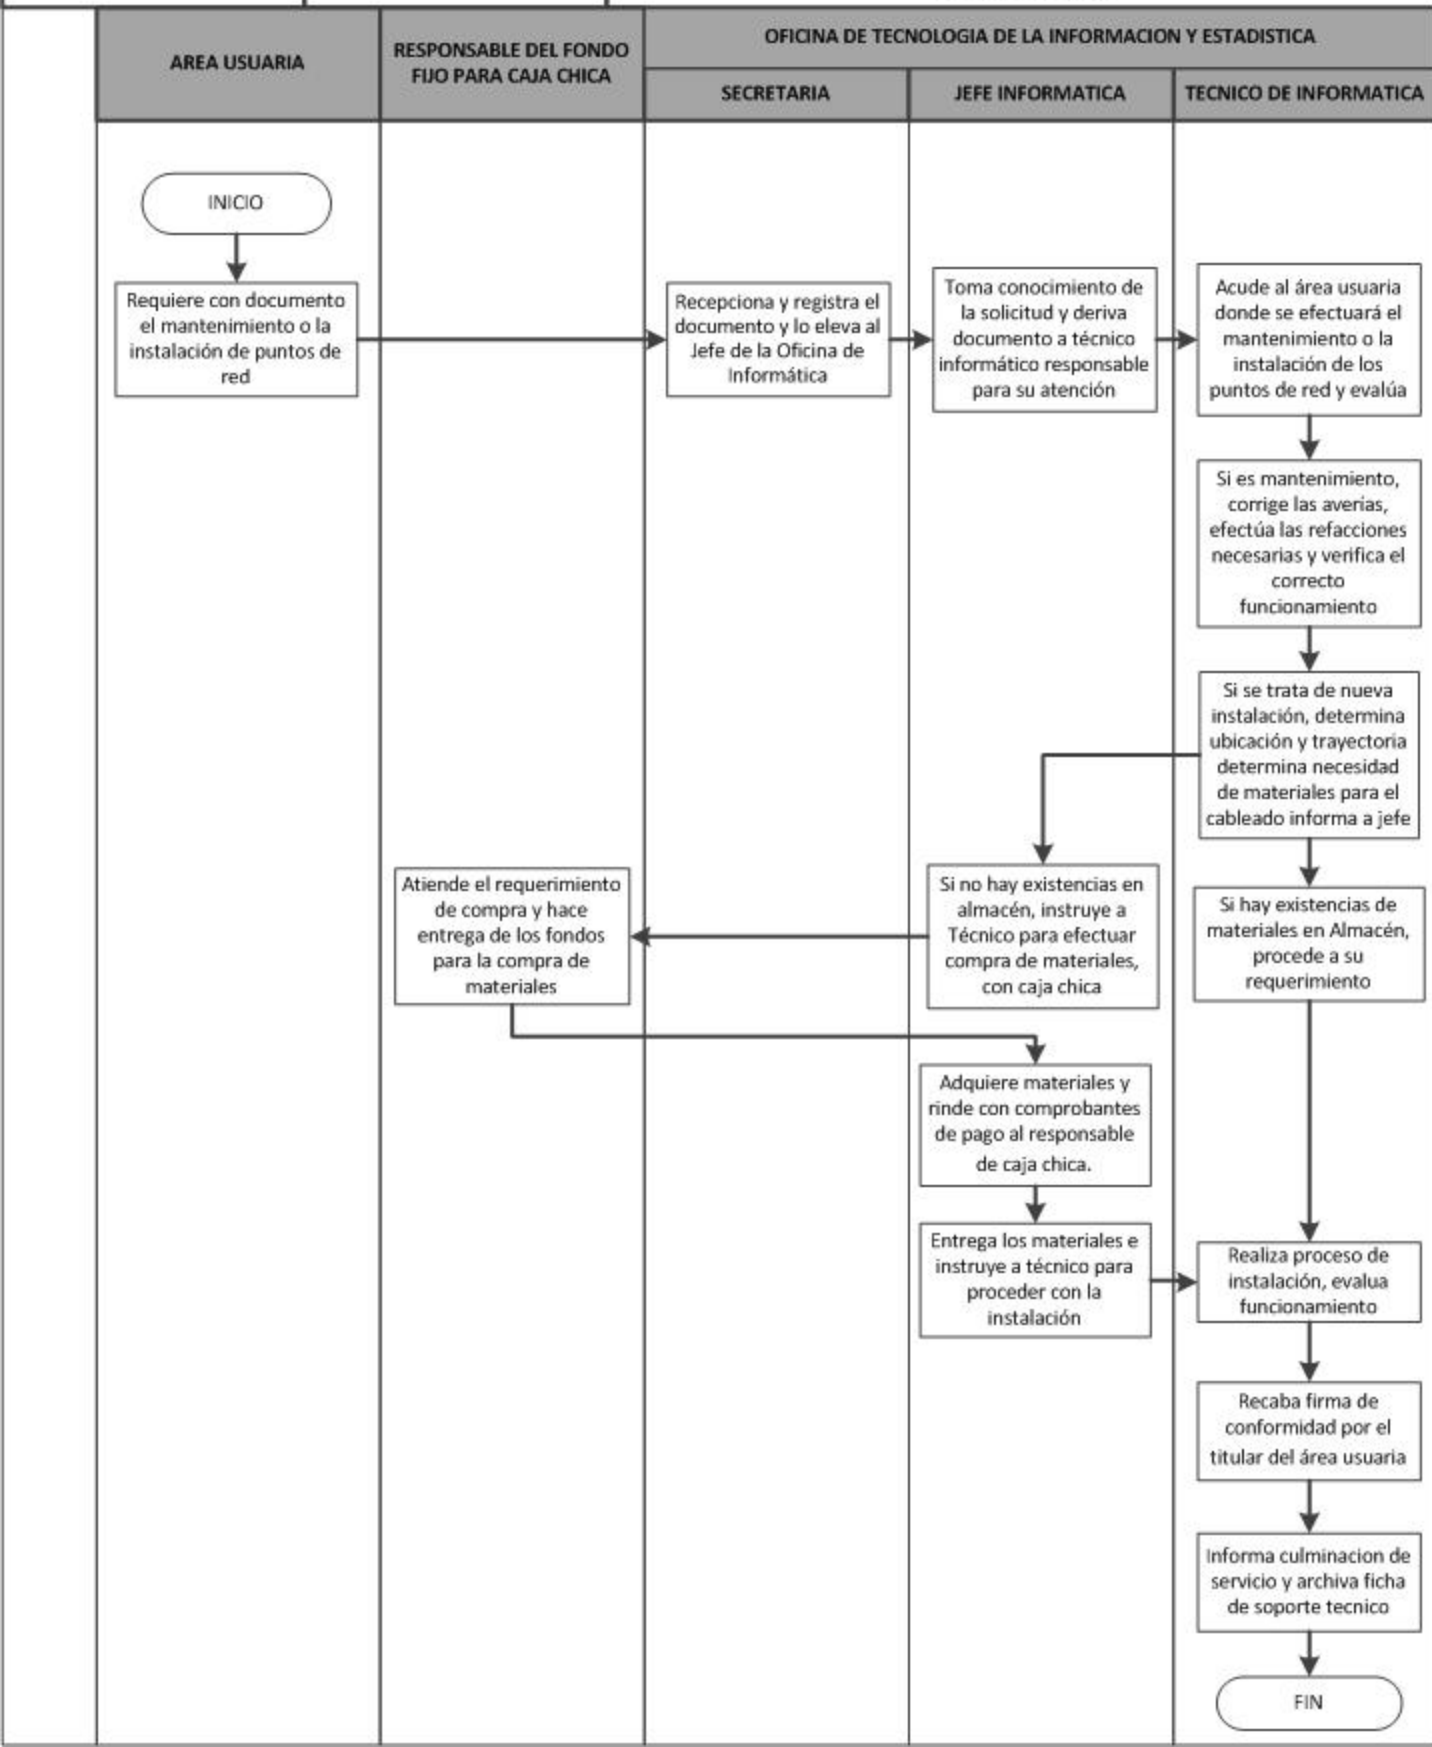 AREA USUARIA
RESPONSABLE DEL FONDO
FIJO PARA CAJA CHICA
OFICINA DE TECNOLOGIA DE LA INFORMACION Y ESTADISTICA
SECRETARIA
JEFE INFORMATICA
TECNICO DE INFORMATICA
INICIO
Requiere con documento
el mantenimiento o la
instalación de puntos de
red
Recepciona y registra el
documento y lo eleva al
Jefe de la Oficina de
Informática
Toma conocimiento de
la solicitud y deriva
documento a técnico
informático responsable
para su atención
Acude al área usuaria
donde se efectuará el
mantenimiento o la
instalación de los
puntos de red y evalúa
Si es mantenimiento,
corrige las averías,
efectúa las refacciones
necesarias y verifica el
correcto
funcionamiento
Si se trata de nueva
instalación, determina
ubicación y trayectoria
determina necesidad
de materiales para el
cableado informa a jefe
Atiende el requerimiento
de compra y hace
entrega de los fondos
para la compra de
materiales
Si no hay existencias en
almacén, instruye a
Técnico para efectuar
compra de materiales,
con caja chica
Si hay existencias de
materiales en Almacén,
procede a su
requerimiento
Adquiere materiales y
rinde con comprobantes
de pago al responsable
de caja chica.
Entrega los materiales e
instruye a técnico para
proceder con la
instalación
Realiza proceso de
instalación, evalua
funcionamiento
Recaba firma de
conformidad por el
titular del área usuaria
Informa culminacion de
servicio y archiva ficha
de soporte tecnico
FIN